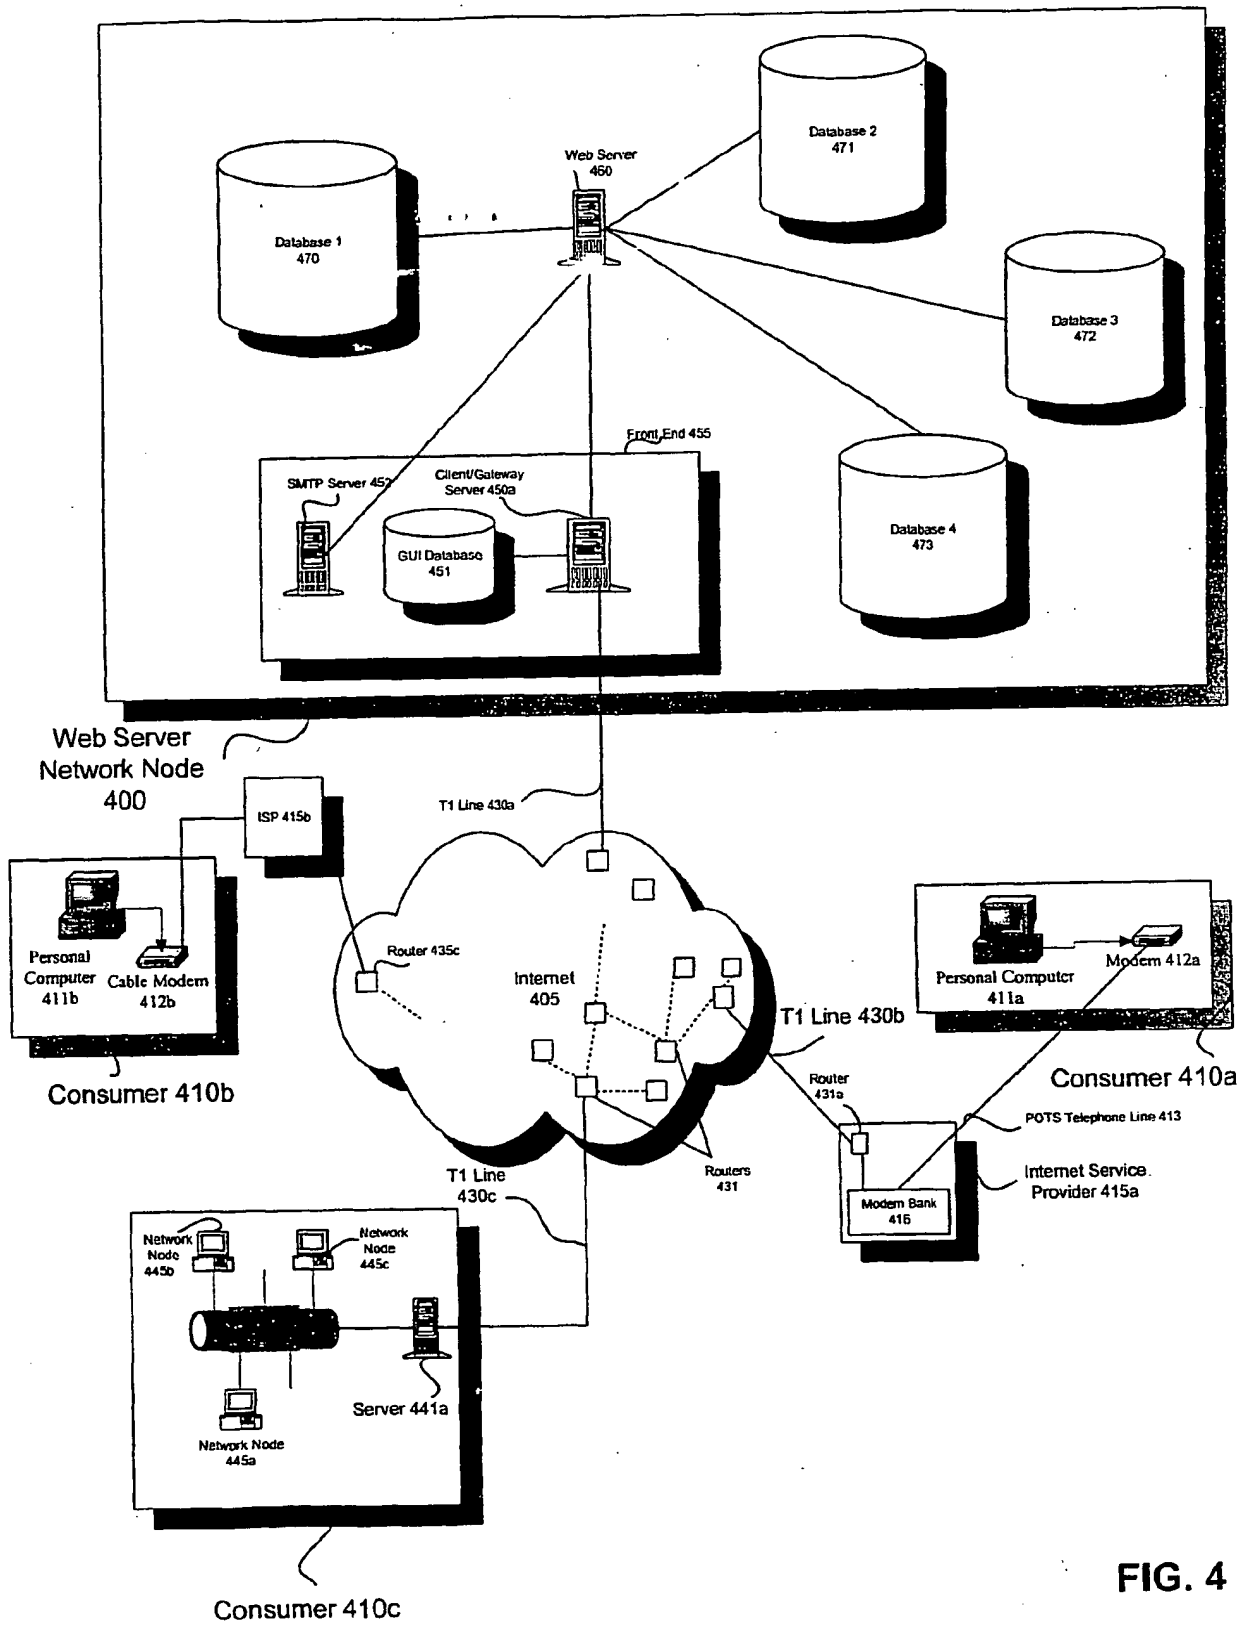 Database 2
471
Web Server
460
Database 1
470
Database 3
472
Front End 455
SMTP Server 452
Client/Gateway
Server 450a
GUI Database
451
Database 4
473
Web Server
Network Node
400
T1 Line 430a
ISP 415b
Personal
Computer
411b
Cable Modem
412b
Router 435c
Internet
405
Personal Computer
411a
Modem 412a
T1 Line 430b
Consumer 410b
Consumer 410a
Router
431a
POTS Telephone Line 413
T1 Line
430c
Routers
431
Internet Service
Provider 415a
Modem Bank
416
Network
Node
445b
Network
Node
445c
Server 441a
Network Node
445a
Consumer 410c
FIG. 4